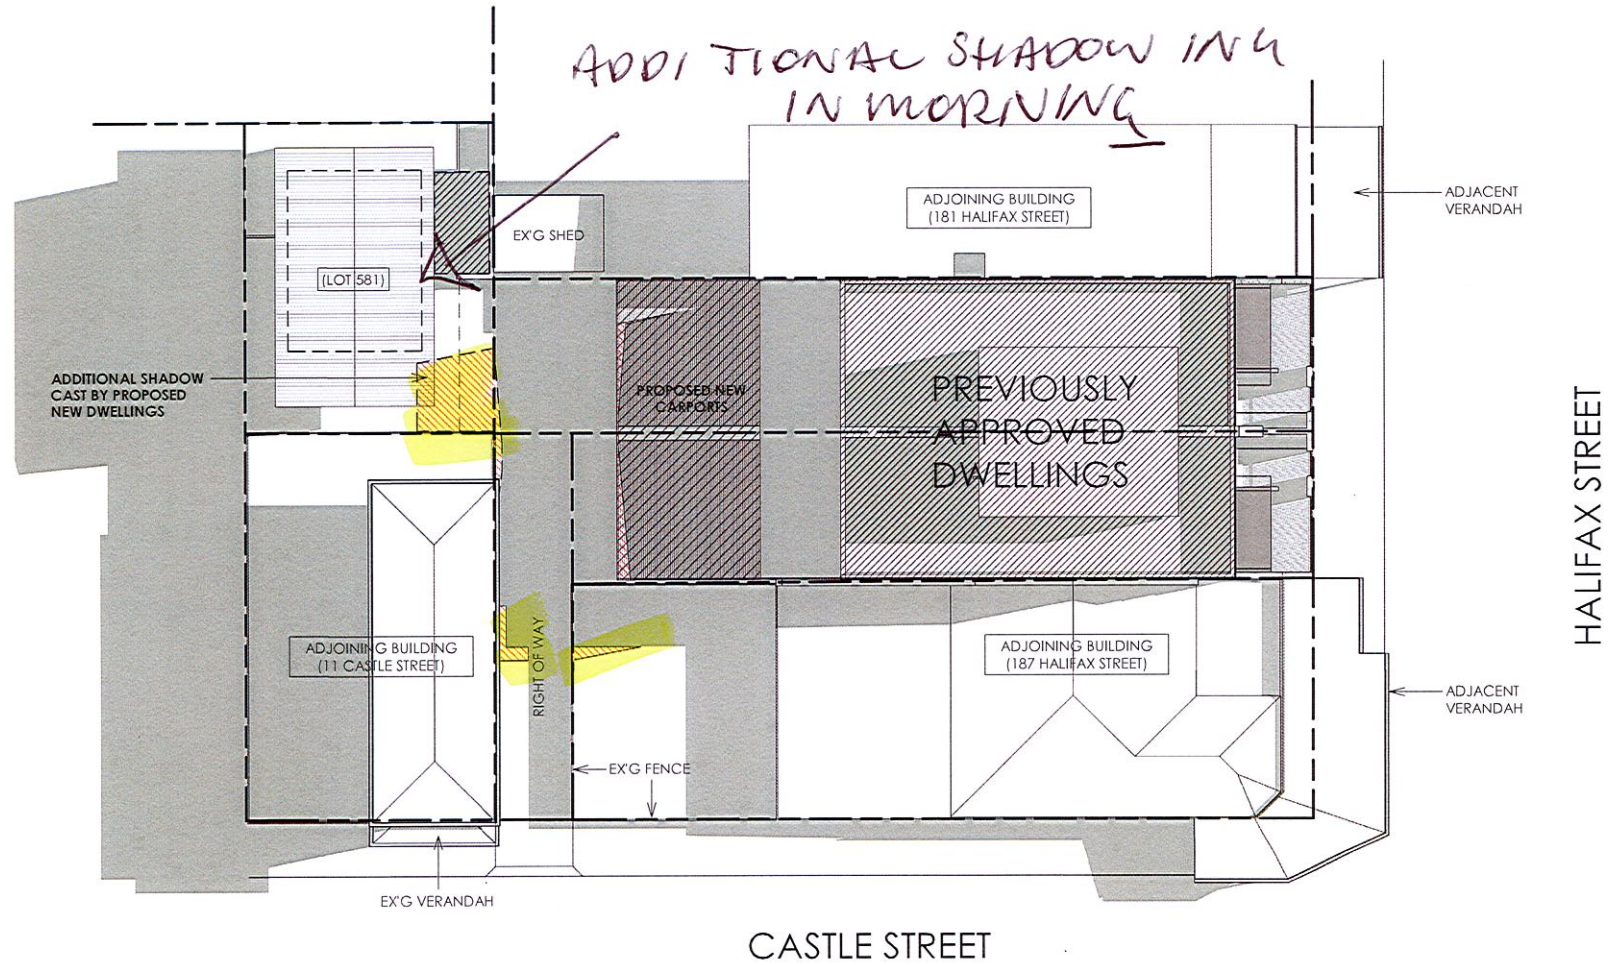 ADDITIONAL SHADOWING
IN MORNING
ADJOINING BUILDING
(181 HALIFAX STREET)
ADJACENT
VERANDAH
EX'G SHED
(LOT 581)
ADDITIONAL SHADOW
CAST BY PROPOSED
NEW DWELLINGS
PROPOSED NEW
CARPORTS
PREVIOUSLY
APPROVED
DWELLINGS
HALIFAX STREET
ADJOINING BUILDING
(11 CASTLE STREET)
RIGHT OF WAY
ADJOINING BUILDING
(187 HALIFAX STREET)
ADJACENT
VERANDAH
EX'G FENCE
EX'G VERANDAH
CASTLE STREET